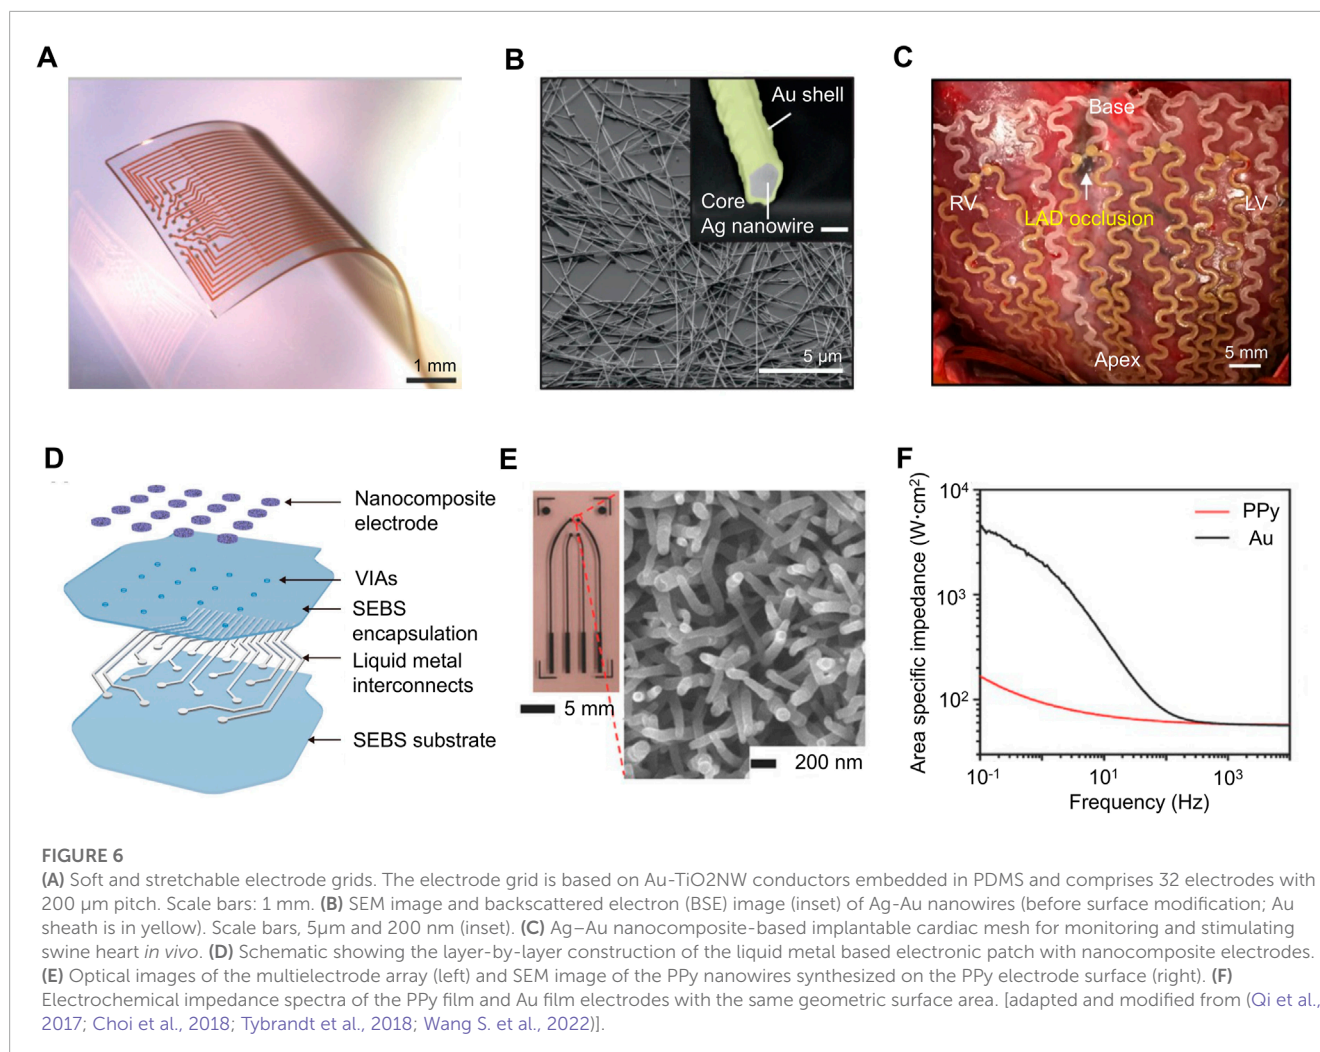 A
Au shell
Core
Ag nanowire
1 mm
B
5 µm
C
Base
RV
LV
LAD occlusion
Apex
5 mm
D
Nanocomposite
electrode
VIAs
SEBS
encapsulation
Liquid metal
interconnects
SEBS substrate
E
5 mm
200 nm
F
Area specific impedance (W·cm²)
10⁴
10³
10²
PPy
Au
10⁻¹
10¹
10³
Frequency (Hz)
FIGURE 6
(A) Soft and stretchable electrode grids. The electrode grid is based on Au-TiO2NW conductors embedded in PDMS and comprises 32 electrodes with
200 µm pitch. Scale bars: 1 mm. (B) SEM image and backscattered electron (BSE) image (inset) of Ag-Au nanowires (before surface modification; Au
sheath is in yellow). Scale bars, 5µm and 200 nm (inset). (C) Ag–Au nanocomposite-based implantable cardiac mesh for monitoring and stimulating
swine heart in vivo. (D) Schematic showing the layer-by-layer construction of the liquid metal based electronic patch with nanocomposite electrodes.
(E) Optical images of the multielectrode array (left) and SEM image of the PPy nanowires synthesized on the PPy electrode surface (right). (F)
Electrochemical impedance spectra of the PPy film and Au film electrodes with the same geometric surface area. [adapted and modified from (Qi et al.,
2017; Choi et al., 2018; Tybrandt et al., 2018; Wang S. et al., 2022)].